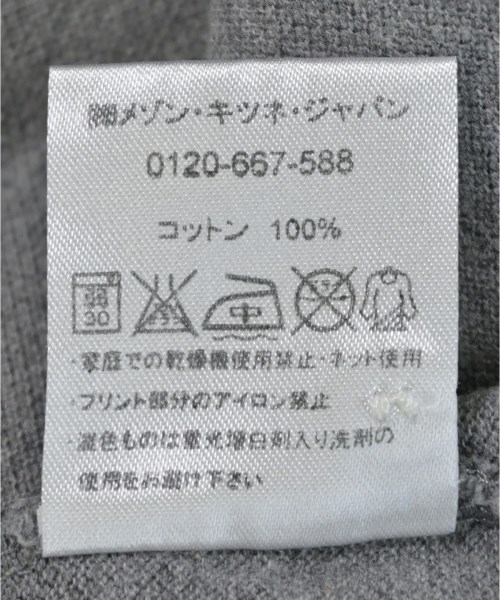 ㈱メゾン・キツネ・ジャパン
0120-667-588
コットン 100%
30
中
・家庭での乾燥機使用禁止・ネット使用
・プリント部分のアイロン禁止
・淡色ものは蛍光増白剤入り洗剤の
使用をお避け下さい